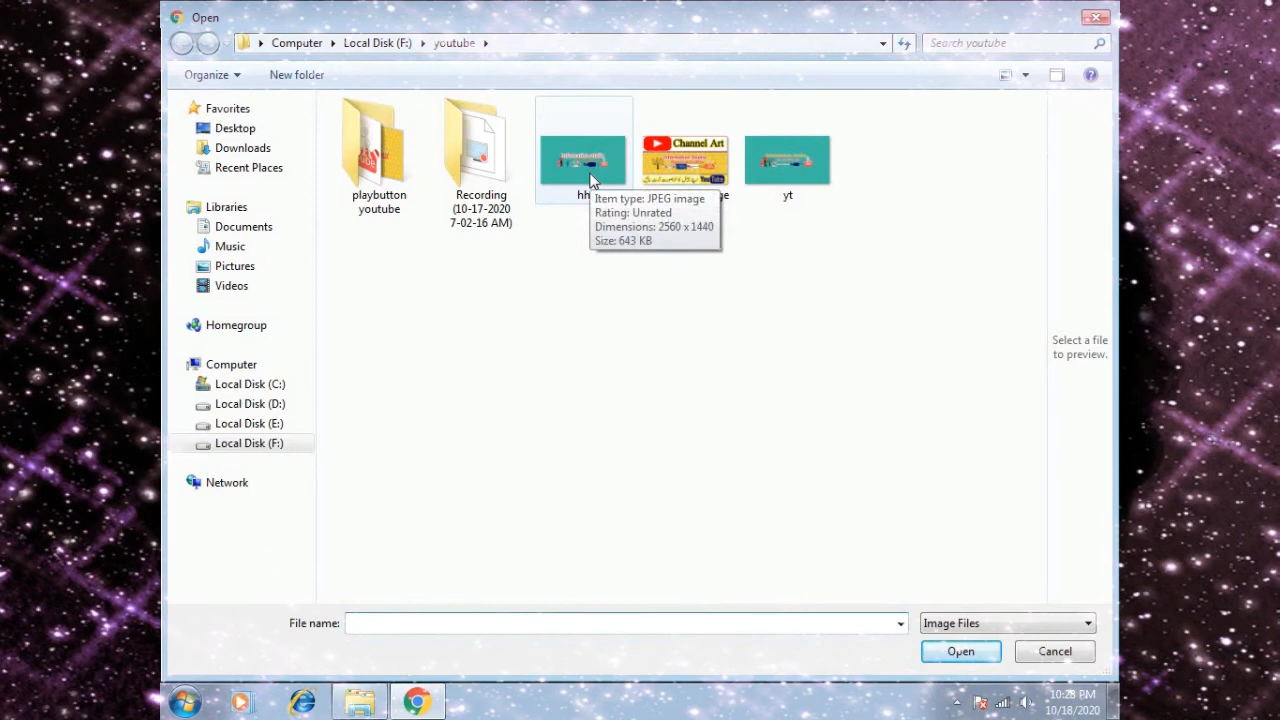 Open
Computer
Local Disk (F:)
youtube
Search youtube
Organize
New folder
Favorites
Desktop
Downloads
Recent Places
Libraries
Documents
Music
Pictures
Videos
Homegroup
Computer
Local Disk (C:)
Local Disk (D:)
Local Disk (E:)
Local Disk (F:)
Network
playbutton
youtube
Recording
(10-17-2020
7-02-16 AM)
Channel Art
YouTube
yt
Item type: JPEG image
Rating: Unrated
Dimensions: 2560 x 1440
Size: 643 KB
Select a file
to preview.
File name:
Image Files
Open
Cancel
10:28 PM
10/18/2020